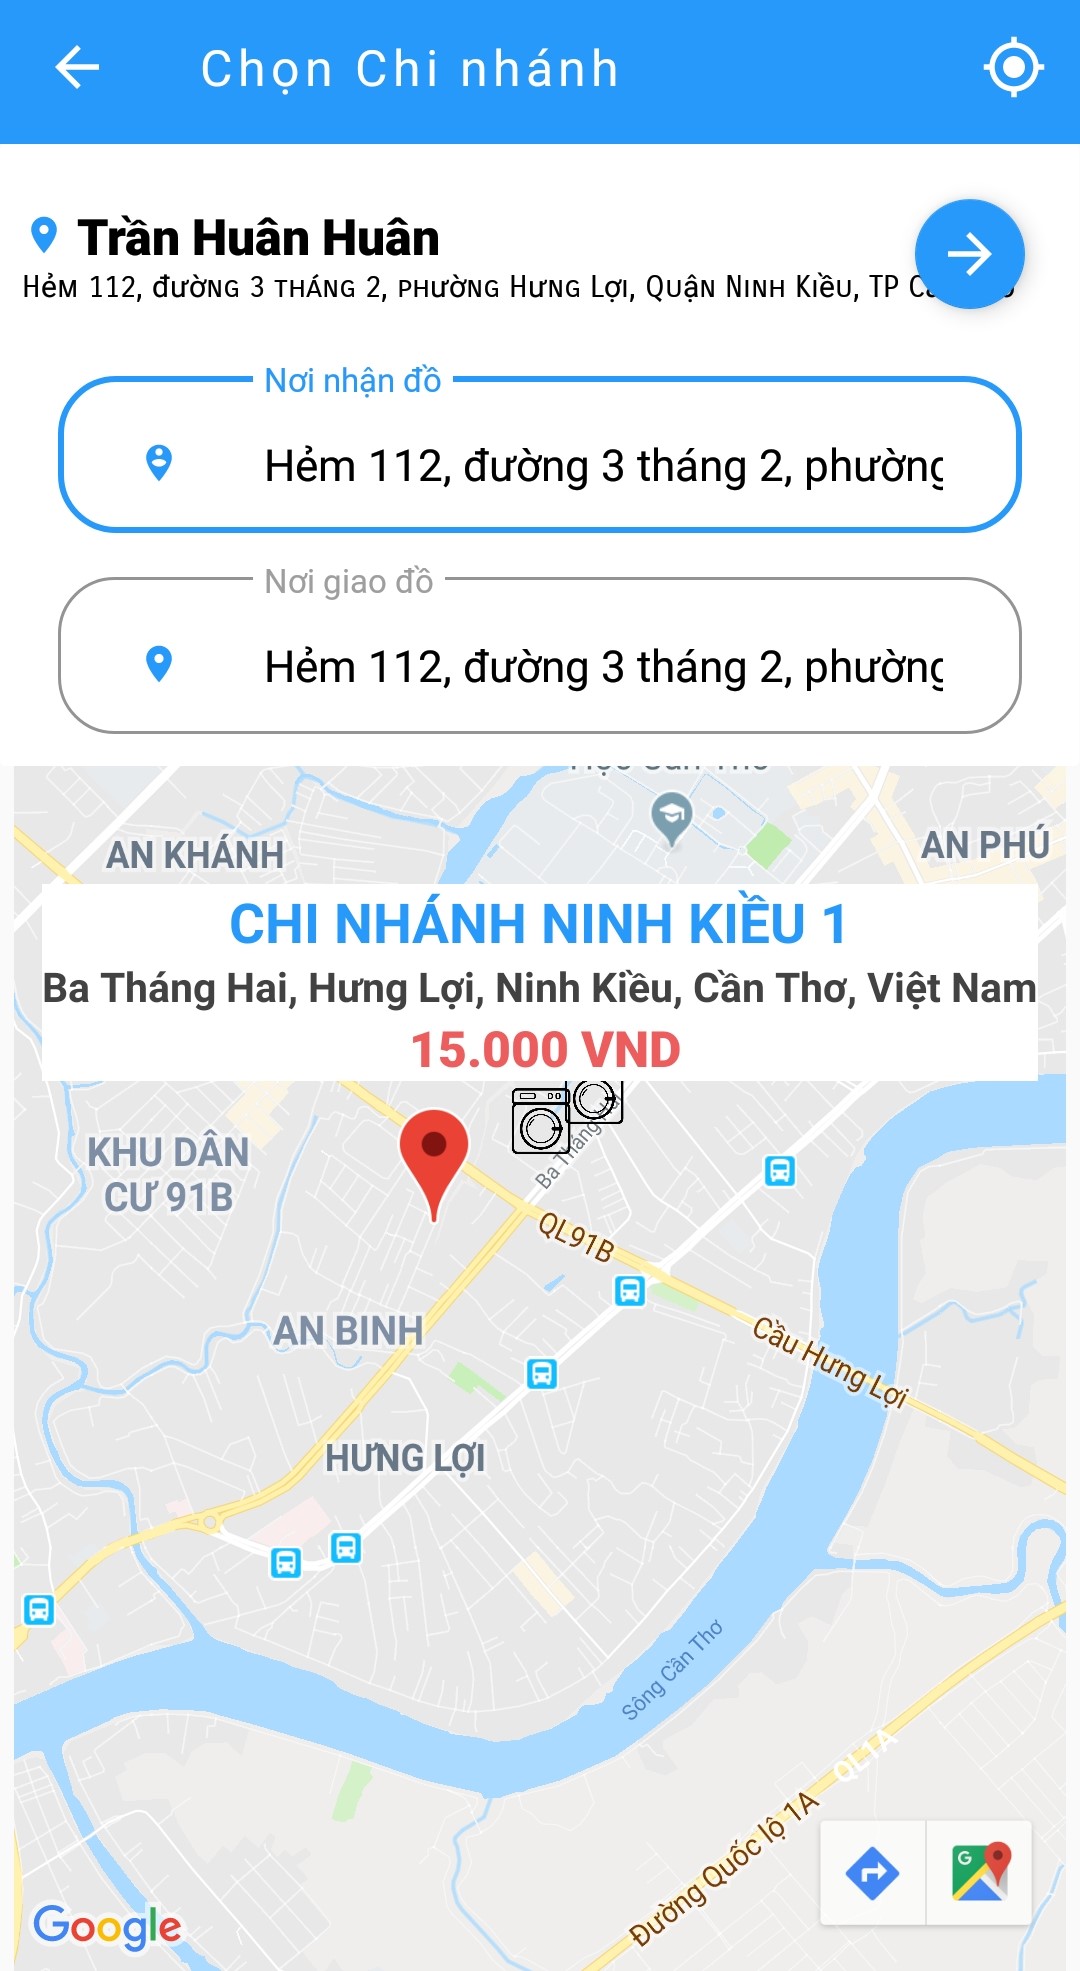 Chọn Chi nhánh
Trần Huân Huân
Hẻm 112, đường 3 tháng 2, phường Hưng Lợi, Quận Ninh Kiều, TP
Nơi nhận đồ
Hẻm 112, đường 3 tháng 2, phường
Nơi giao đồ
Hẻm 112, đường 3 tháng 2, phường
AN KHÁNH
AN PHÚ
CHI NHÁNH NINH KIỀU 1
Ba Tháng Hai, Hưng Lợi, Ninh Kiều, Cần Thơ, Việt Nam
15.000 VND
KHU DÂN
CƯ 91B
Ba Tháng Hai
QL91B
AN BINH
Cầu Hưng Lợi
HƯNG LỢI
Sông Cần Thơ
QL1A
Đường Quốc lộ 1A
Google